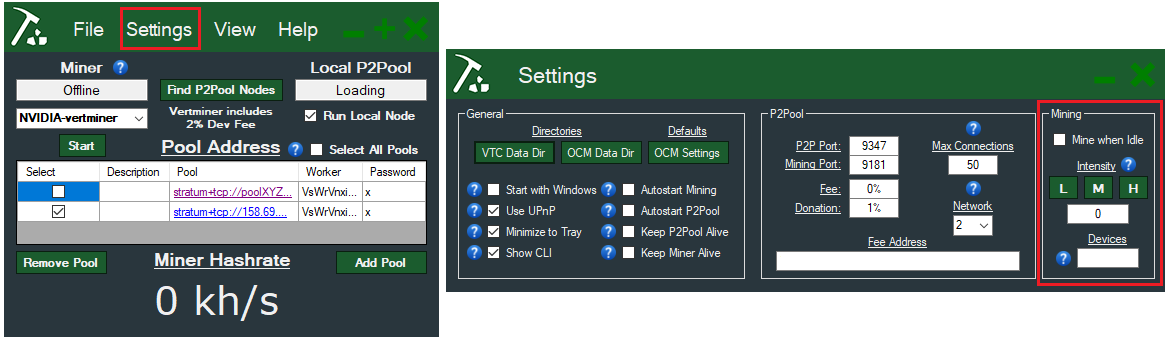 File Settings View Help
Miner ? Local P2Pool
Offline Find P2Pool Nodes Loading
NVIDIA-vertminer Vertminer includes
2% Dev Fee Run Local Node
Start Pool Address ? Select All Pools
Select Description Pool Worker Password
stratum+tcp://poolXYZ... VsWrVnxi... x
stratum+tcp://158.69.... VsWrVnxi... x
Remove Pool Miner Hashrate Add Pool
0 kh/s
Settings
General
Directories Defaults
VTC Data Dir OCM Data Dir OCM Settings
? Start with Windows ? Autostart Mining
? Use UPnP ? Autostart P2Pool
? Minimize to Tray ? Keep P2Pool Alive
? Show CLI ? Keep Miner Alive
P2Pool
?
P2P Port: 9347 Max Connections
Mining Port: 9181 50
Fee: 0% ?
Donation: 1% Network
2
Fee Address
Mining
Mine when Idle
Intensity ?
L M H
0
Devices
?